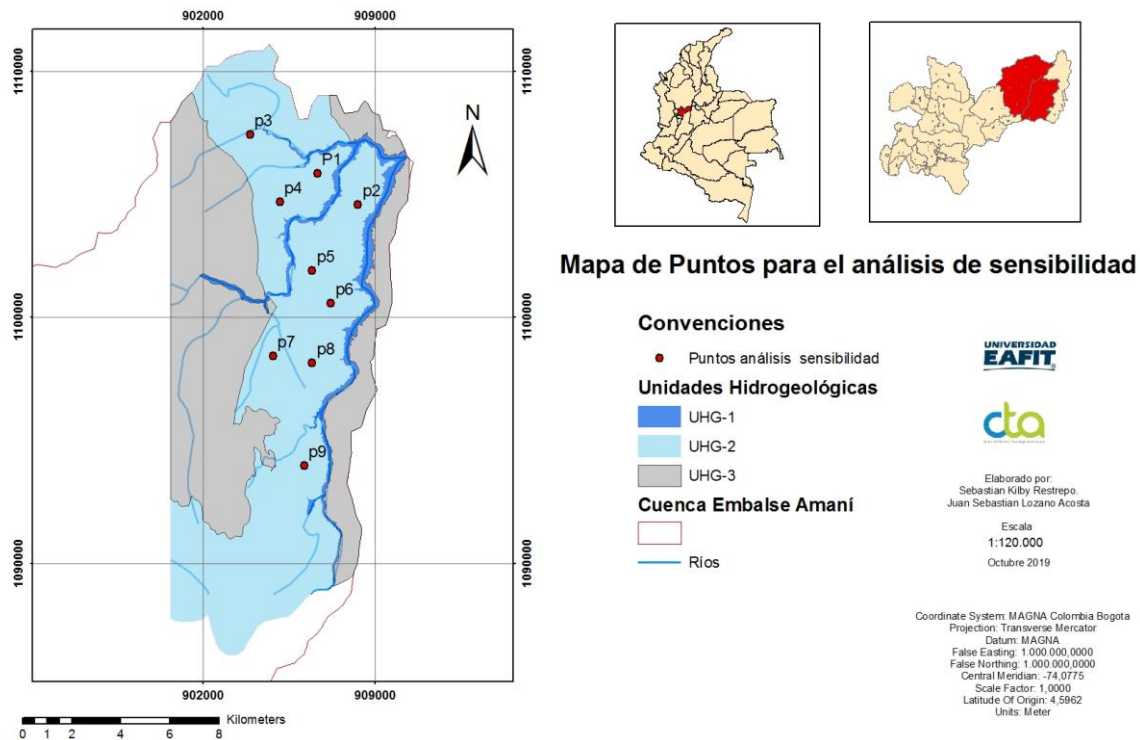 902000
909000
1110000
1110000
N
p3
P1
p4
p2
p5
p6
1100000
1100000
p7
p8
p9
1090000
1090000
902000
909000
Kilometers
0 1 2 4 6 8
Mapa de Puntos para el análisis de sensibilidad
Convenciones
Puntos análisis sensibilidad
Unidades Hidrogeológicas
UHG-1
UHG-2
UHG-3
Cuenca Embalse Amaní
Ríos
UNIVERSIDAD
EAFIT
cta
Elaborado por:
Sebastian Kilby Restrepo.
Juan Sebastian Lozano Acosta
Escala
1:120.000
Octubre 2019
Coordinate System: MAGNA Colombia Bogota
Projection: Transverse Mercator
Datum: MAGNA
False Easting: 1.000.000,0000
False Northing: 1.000.000,0000
Central Meridian: -74,0775
Scale Factor: 1,0000
Latitude Of Origin: 4,5962
Units: Meter